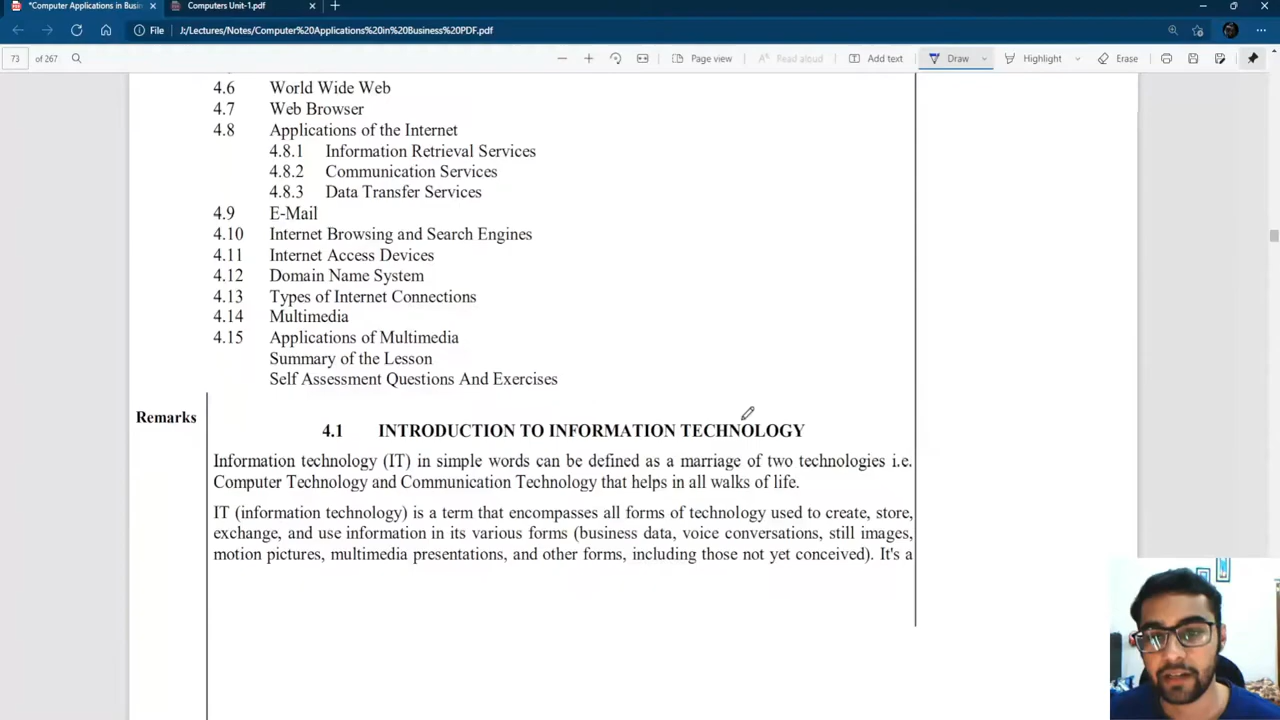 *Computers Applications in Busin
Computers Unit-1.pdf
File
J:/Lectures/Notes/Computer%20Applications%20in%20Business%20PDF.pdf
73 of 267
Page view
Read aloud
Add text
Draw
Highlight
Erase
4.6 World Wide Web
4.7 Web Browser
4.8 Applications of the Internet
4.8.1 Information Retrieval Services
4.8.2 Communication Services
4.8.3 Data Transfer Services
4.9 E-Mail
4.10 Internet Browsing and Search Engines
4.11 Internet Access Devices
4.12 Domain Name System
4.13 Types of Internet Connections
4.14 Multimedia
4.15 Applications of Multimedia
Summary of the Lesson
Self Assessment Questions And Exercises
Remarks
4.1 INTRODUCTION TO INFORMATION TECHNOLOGY
Information technology (IT) in simple words can be defined as a marriage of two technologies i.e.
Computer Technology and Communication Technology that helps in all walks of life.
IT (information technology) is a term that encompasses all forms of technology used to create, store,
exchange, and use information in its various forms (business data, voice conversations, still images,
motion pictures, multimedia presentations, and other forms, including those not yet conceived). It's a